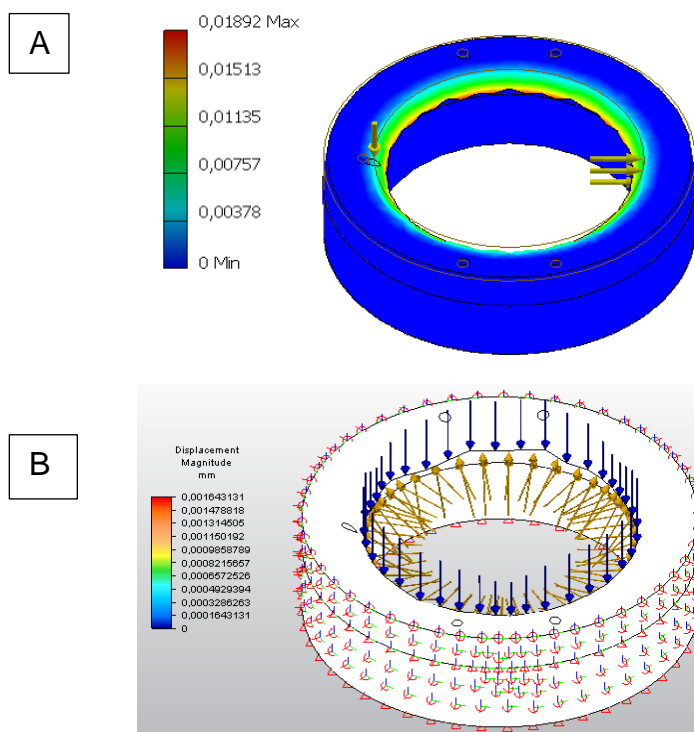 A
0,01892 Max
0,01513
0,01135
0,00757
0,00378
0 Min
B
Displacement
Magnitude
mm
0,001643131
0,001478818
0,001314505
0,001150192
0,0009858789
0,0008215657
0,0006572526
0,0004929394
0,0003286263
0,0001643131
0